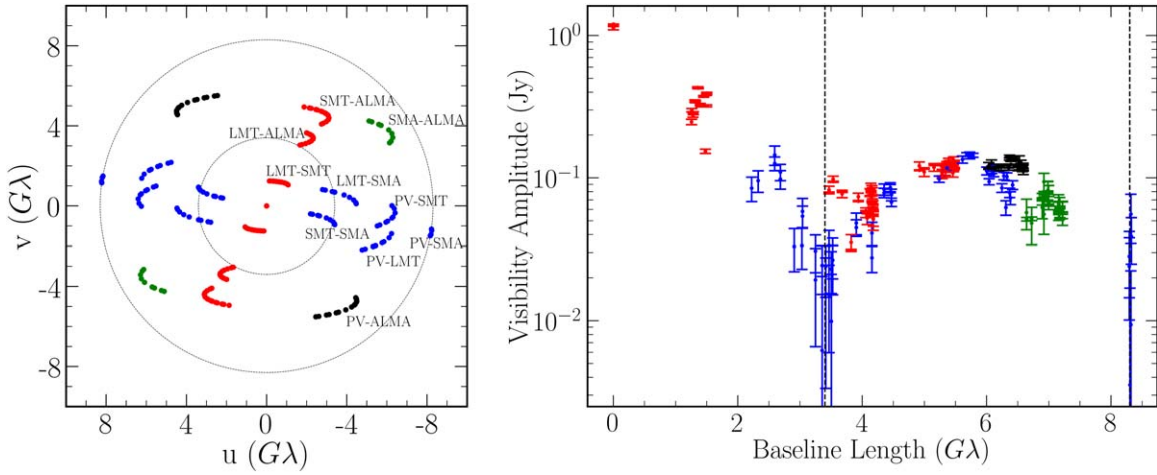 8
4
0
-4
-8
v (Gλ)
SMT-ALMA
SMA-ALMA
LMT-ALMA
LMT-SMT
LMT-SMA
PV-SMT
SMT-SMA
PV-SMA
PV-LMT
PV-ALMA
8 4 0 -4 -8
u (Gλ)
10⁰
10⁻¹
10⁻²
Visibility Amplitude (Jy)
0 2 4 6 8
Baseline Length (Gλ)